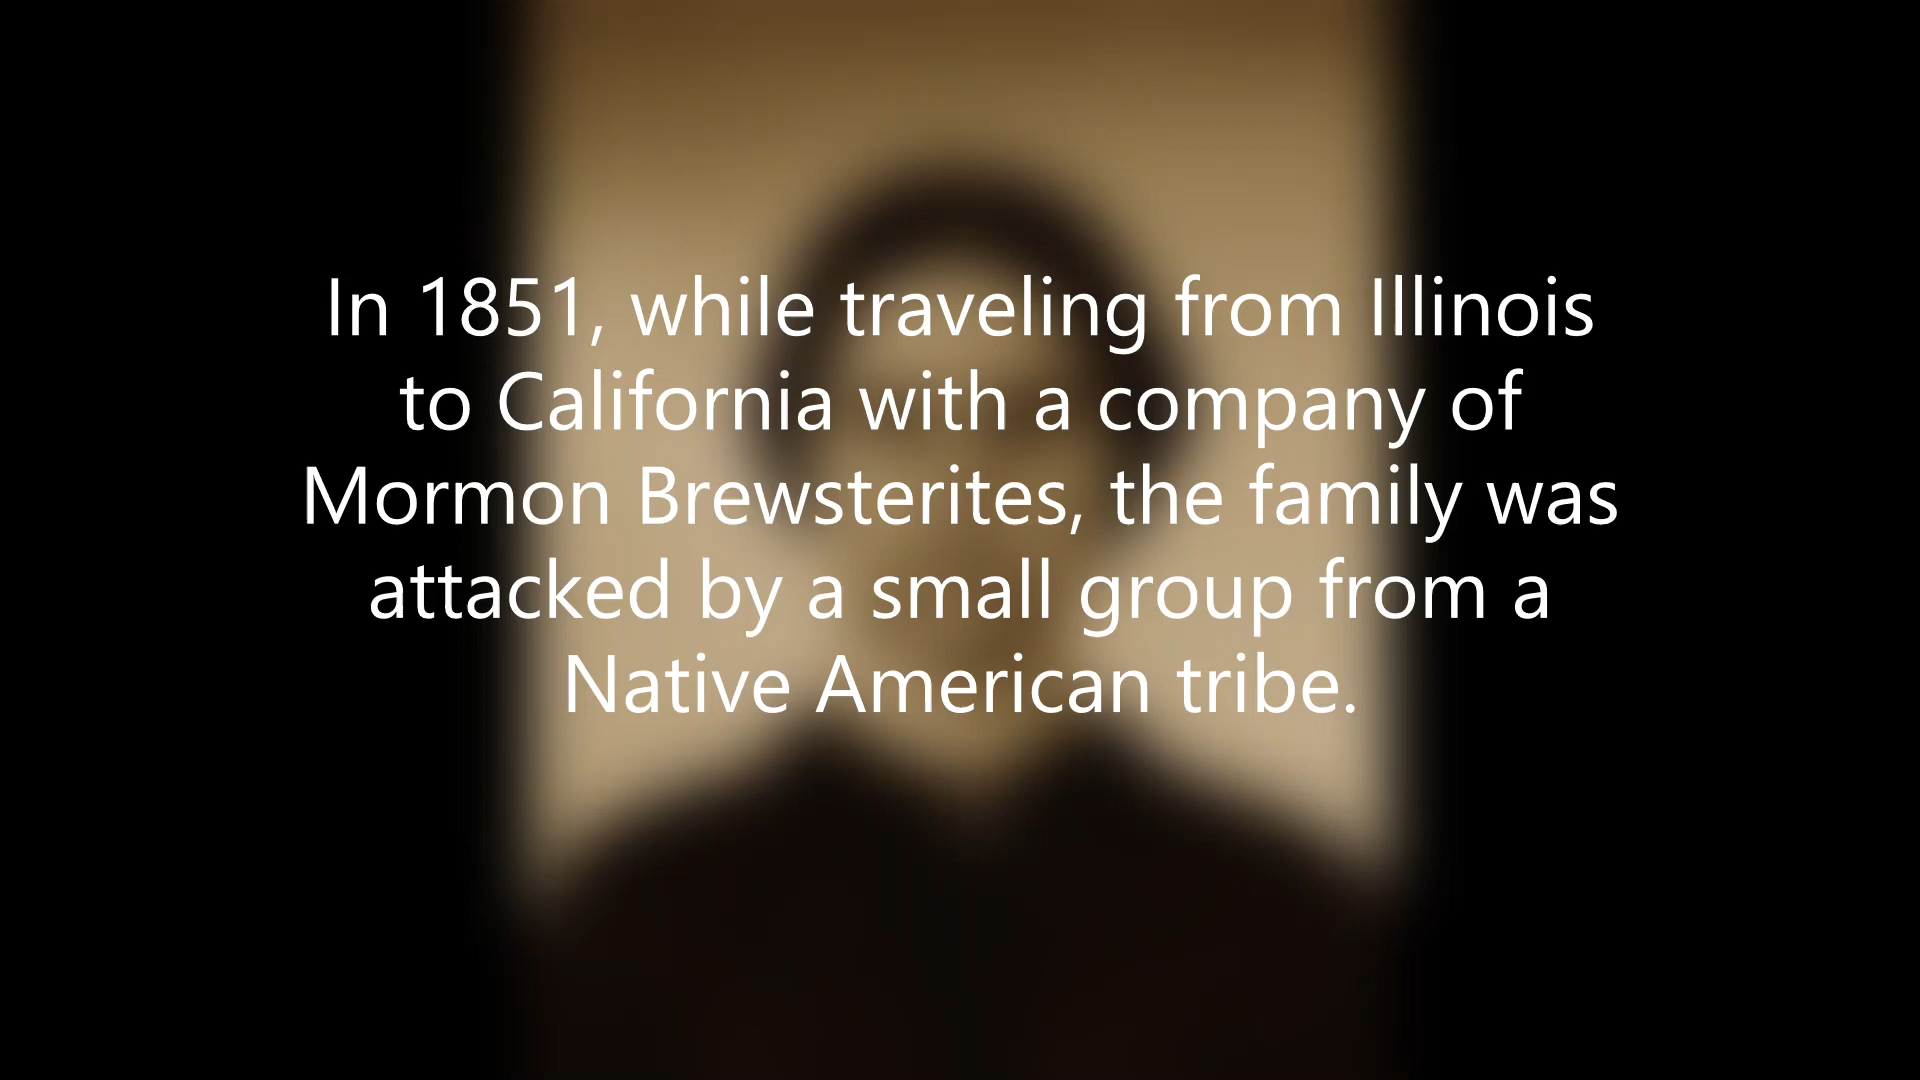 In 1851, while traveling from Illinois
to California with a company of
Mormon Brewsterites, the family was
attacked by a small group from a
Native American tribe.